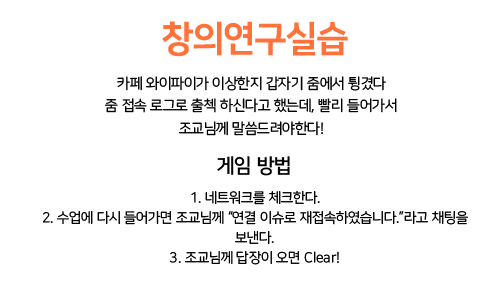 창의연구실습
카페 와이파이가 이상한지 갑자기 줌에서 튕겼다
줌 접속 로그로 출첵 하신다고 했는데, 빨리 들어가서
조교님께 말씀드려야한다!
게임 방법
1. 네트워크를 체크한다.
2. 수업에 다시 들어가면 조교님께 "연결 이슈로 재접속하였습니다."라고 채팅을
보낸다.
3. 조교님께 답장이 오면 Clear!